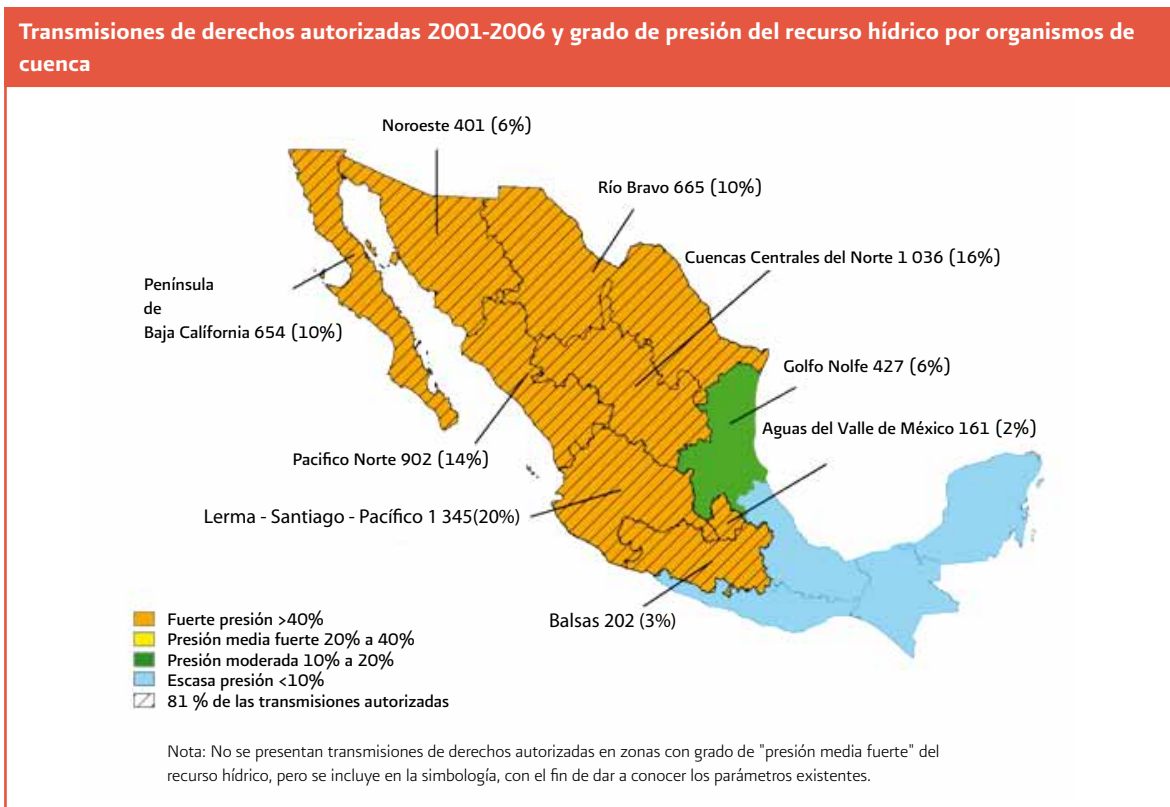 Transmisiones de derechos autorizadas 2001-2006 y grado de presión del recurso hídrico por organismos de
cuenca
Noroeste 401 (6%)
Río Bravo 665 (10%)
Cuencas Centrales del Norte 1 036 (16%)
Península
de
Baja Calífornia 654 (10%)
Golfo Nolfe 427 (6%)
Aguas del Valle de México 161 (2%)
Pacifico Norte 902 (14%)
Lerma - Santiago - Pacífico 1 345(20%)
Balsas 202 (3%)
Fuerte presión >40%
Presión media fuerte 20% a 40%
Presión moderada 10% a 20%
Escasa presión <10%
81 % de las transmisiones autorizadas
Nota: No se presentan transmisiones de derechos autorizadas en zonas con grado de "presión media fuerte" del
recurso hídrico, pero se incluye en la simbología, con el fin de dar a conocer los parámetros existentes.